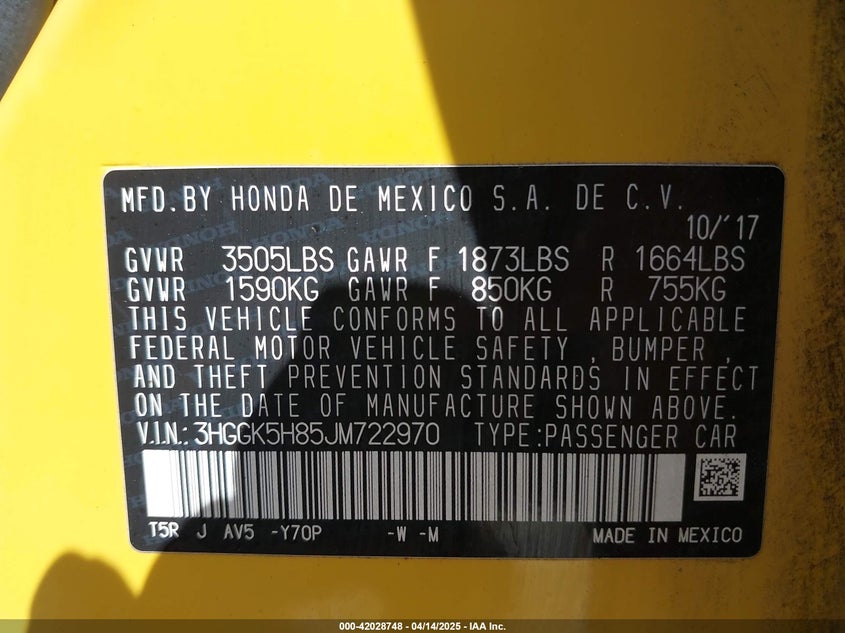 MFD.BY HONDA DE MEXICO S.A. DE C.V.
10/'17
GVWR 3505LBS GAWR F 1873LBS R 1664LBS
GVWR 1590KG GAWR F 850KG R 755KG
THIS VEHICLE CONFORMS TO ALL APPLICABLE
FEDERAL MOTOR VEHICLE SAFETY , BUMPER ,
AND THEFT PREVENTION STANDARDS IN EFFECT
ON THE DATE OF MANUFACTURE SHOWN ABOVE.
V.I.N.: 3HGGK5H85JM722970 TYPE:PASSENGER CAR
T5R J AV5 -Y70P -W -M MADE IN MEXICO
000-42028748 - 04/14/2025 - IAA Inc.